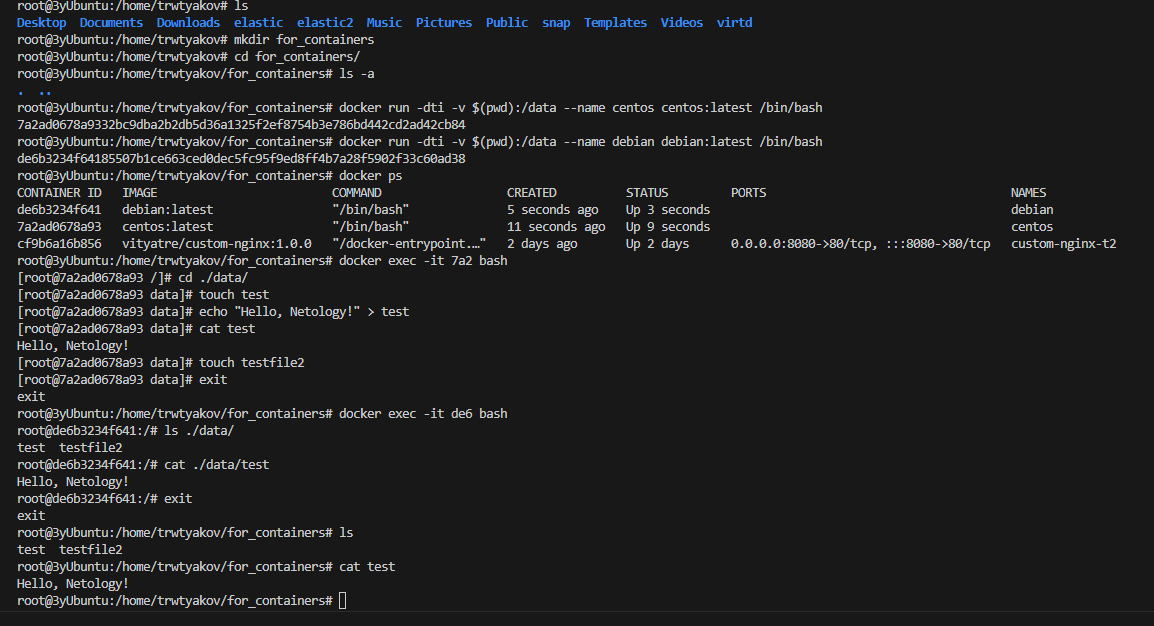 root@3yUbuntu:/home/trwtyakov# ls
Desktop  Documents  Downloads  elastic  elastic2  Music  Pictures  Public  snap  Templates  Videos  virtd
root@3yUbuntu:/home/trwtyakov# mkdir for_containers
root@3yUbuntu:/home/trwtyakov# cd for_containers/
root@3yUbuntu:/home/trwtyakov/for_containers# ls -a
.  ..
root@3yUbuntu:/home/trwtyakov/for_containers# docker run -dti -v $(pwd):/data --name centos centos:latest /bin/bash
7a2ad0678a9332bc9dba2b2db5d36a1325f2ef8754b3e786bd442cd2ad42cb84
root@3yUbuntu:/home/trwtyakov/for_containers# docker run -dti -v $(pwd):/data --name debian debian:latest /bin/bash
de6b3234f64185507b1ce663ced0dec5fc95f9ed8ff4b7a28f5902f33c60ad38
root@3yUbuntu:/home/trwtyakov/for_containers# docker ps
CONTAINER ID   IMAGE                         COMMAND                  CREATED          STATUS         PORTS                                   NAMES
de6b3234f641   debian:latest                 "/bin/bash"              5 seconds ago    Up 3 seconds                                           debian
7a2ad0678a93   centos:latest                 "/bin/bash"              11 seconds ago   Up 9 seconds                                           centos
cf9b6a16b856   vityatre/custom-nginx:1.0.0   "/docker-entrypoint.…"   2 days ago       Up 2 days      0.0.0.0:8080->80/tcp, :::8080->80/tcp   custom-nginx-t2
root@3yUbuntu:/home/trwtyakov/for_containers# docker exec -it 7a2 bash
[root@7a2ad0678a93 /]# cd ./data/
[root@7a2ad0678a93 data]# touch test
[root@7a2ad0678a93 data]# echo "Hello, Netology!" > test
[root@7a2ad0678a93 data]# cat test
Hello, Netology!
[root@7a2ad0678a93 data]# touch testfile2
[root@7a2ad0678a93 data]# exit
exit
root@3yUbuntu:/home/trwtyakov/for_containers# docker exec -it de6 bash
root@de6b3234f641:/# ls ./data/
test  testfile2
root@de6b3234f641:/# cat ./data/test
Hello, Netology!
root@de6b3234f641:/# exit
exit
root@3yUbuntu:/home/trwtyakov/for_containers# ls
test  testfile2
root@3yUbuntu:/home/trwtyakov/for_containers# cat test
Hello, Netology!
root@3yUbuntu:/home/trwtyakov/for_containers#